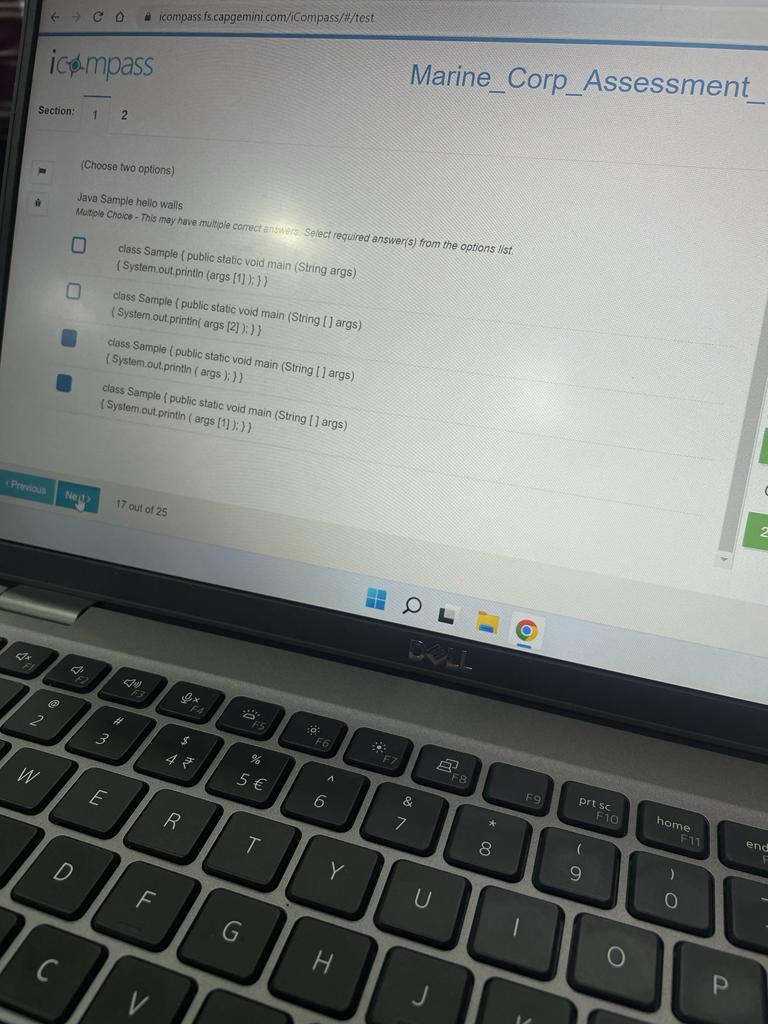 icompass.fs.capgemini.com/iCompass/#/test
icompass
Marine_Corp_Assessment_
Section: 1 2
(Choose two options)
Java Sample hello walls
Multiple Choice - This may have multiple correct answers. Select required answer(s) from the options list.
class Sample { public static void main (String args)
{ System.out.println (args [1] ); } }
class Sample { public static void main (String [ ] args)
{ System.out.println( args [2] ); } }
class Sample { public static void main (String [ ] args)
{ System.out.println ( args ); } }
class Sample { public static void main (String [ ] args)
{ System.out.println ( args [1] ); } }
‹ Previous
Next ›
17 out of 25
2
DELL
F1 F2 F3 F4 F5 F6 F7 F8 F9 prt sc F10 home F11 end
@ 2 # 3 $ 4 ₹ % 5 € ^ 6 & 7 * 8 ( 9 ) 0
W E R T Y U I O P
D F G H J K
C V